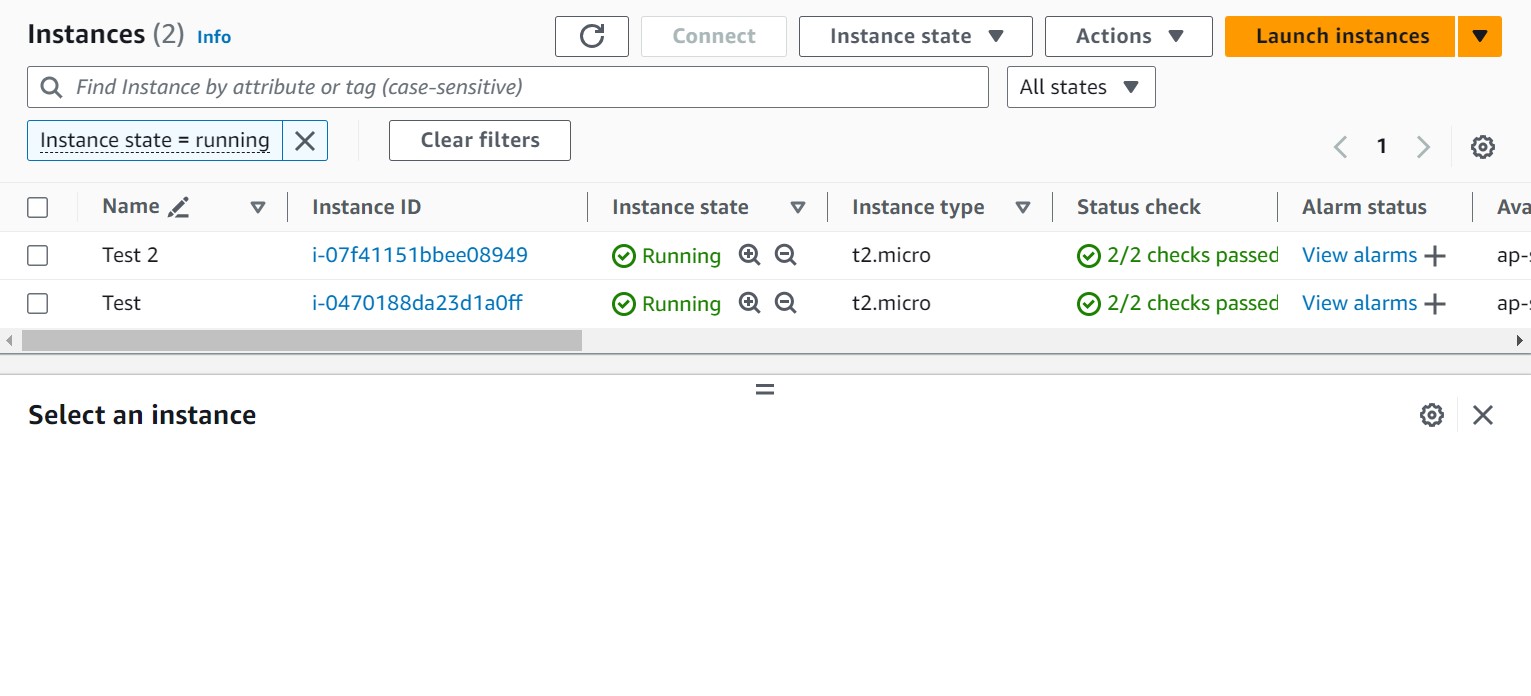 Instances (2) Info
Connect
Instance state
Actions
Launch instances
Find Instance by attribute or tag (case-sensitive)
All states
Instance state = running
Clear filters
1
Name Instance ID Instance state Instance type Status check Alarm status Ava
Test 2 i-07f41151bbee08949 Running t2.micro 2/2 checks passed View alarms ap-s
Test i-0470188da23d1a0ff Running t2.micro 2/2 checks passed View alarms ap-s
Select an instance